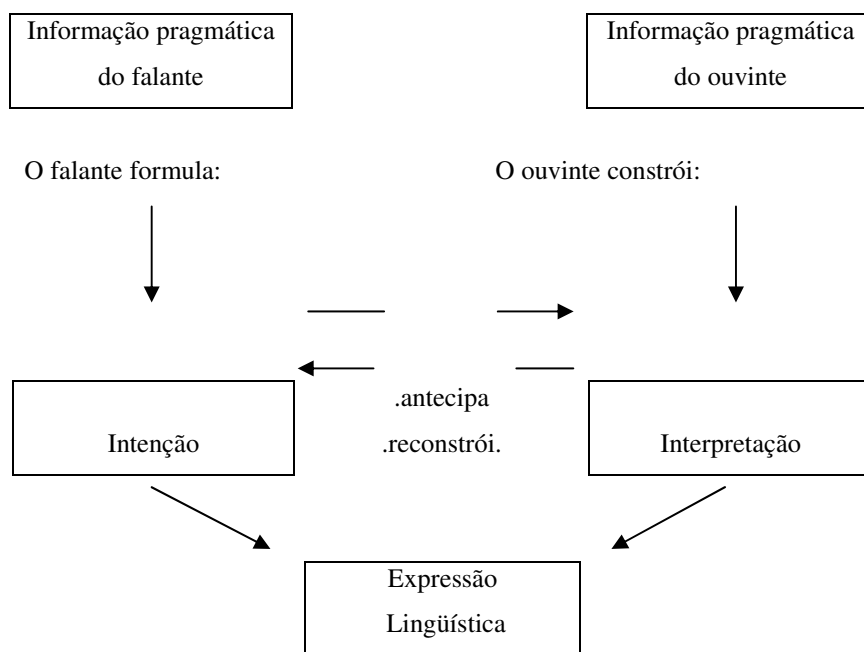 Informação pragmática
do falante
Informação pragmática
do ouvinte
O falante formula:
O ouvinte constrói:
.antecipa
.reconstrói.
Intenção
Interpretação
Expressão
Lingüística